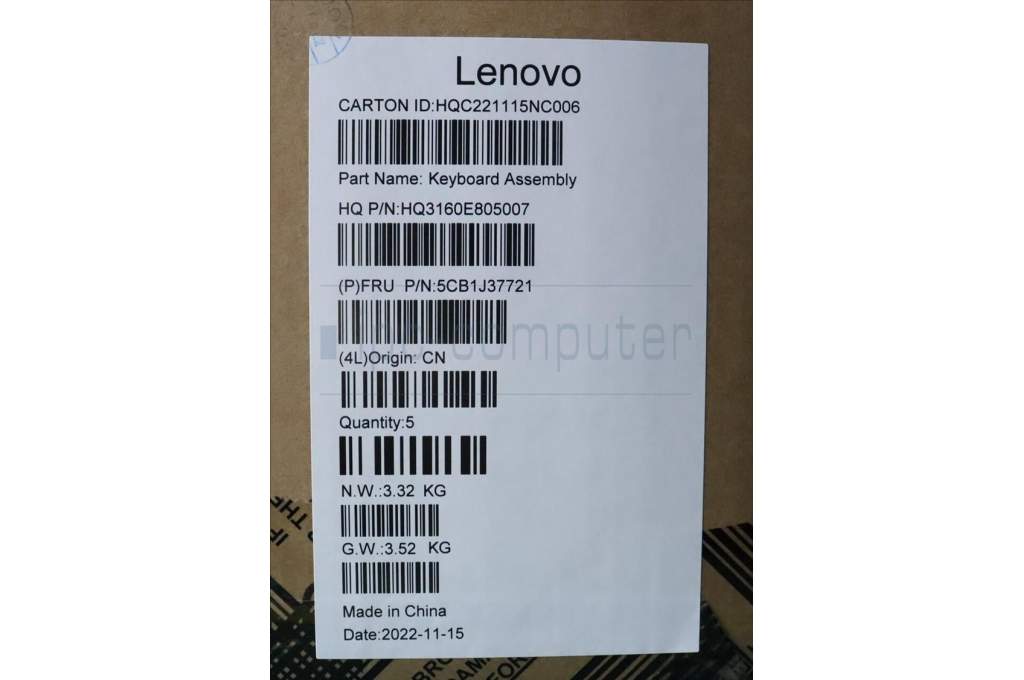 Lenovo
CARTON ID:HQC221115NC006
Part Name: Keyboard Assembly
HQ P/N:HQ3160E805007
(P)FRU P/N:5CB1J37721
computer
(4L)Origin: CN
Quantity:5
N.W.:3.32 KG
G.W.:3.52 KG
Made in China
Date:2022-11-15
THE